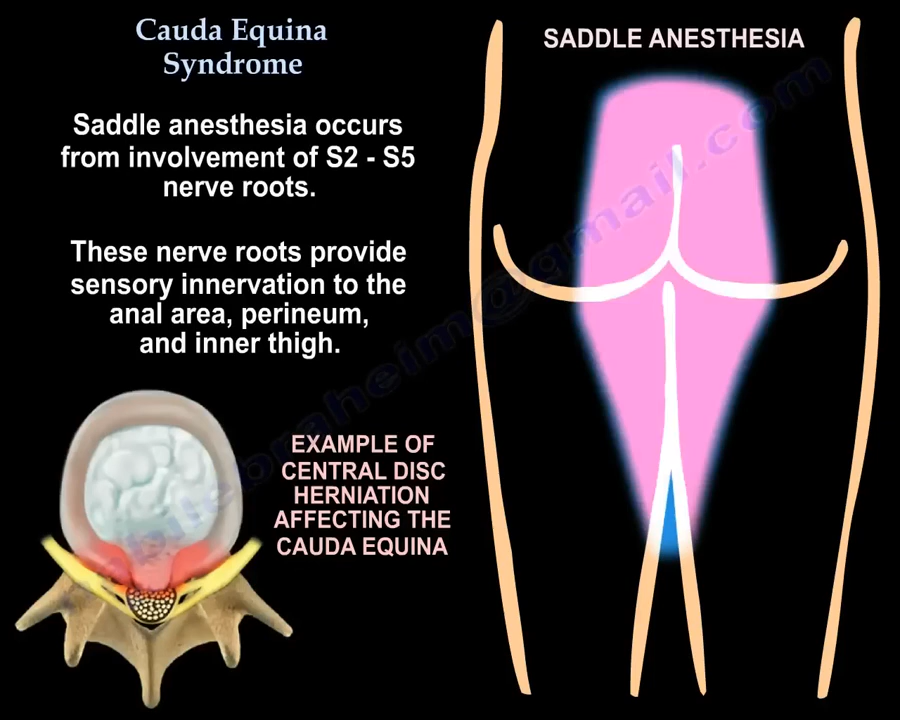 Cauda Equina
Syndrome
Saddle anesthesia occurs
from involvement of S2 - S5
nerve roots.
These nerve roots provide
sensory innervation to the
anal area, perineum,
and inner thigh.
EXAMPLE OF
CENTRAL DISC
HERNIATION
AFFECTING THE
CAUDA EQUINA
SADDLE ANESTHESIA